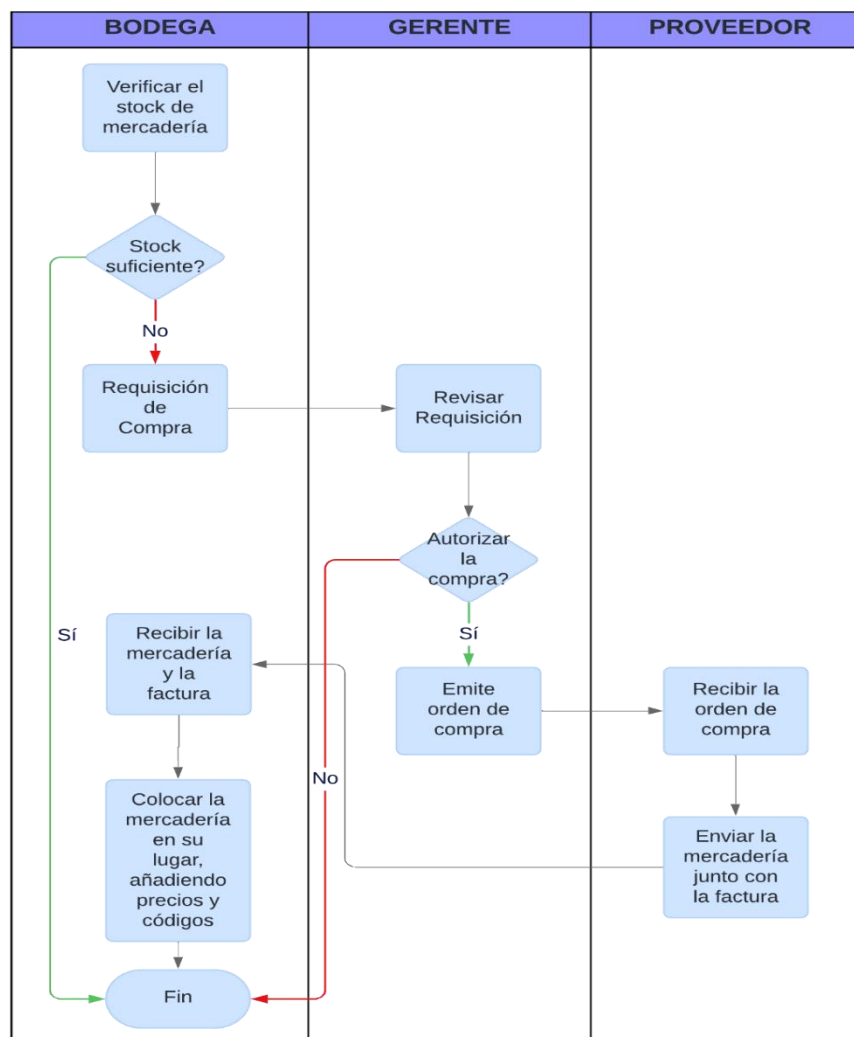 BODEGA
GERENTE
PROVEEDOR
Verificar el
stock de
mercadería
Stock
suficiente?
No
Requisición
de
Compra
Revisar
Requisición
Autorizar
la
compra?
Sí
Sí
Recibir la
mercadería
y la
factura
Emite
orden de
compra
Recibir la
orden de
compra
No
Colocar la
mercadería
en su
lugar,
añadiendo
precios y
códigos
Enviar la
mercadería
junto con
la factura
Fin